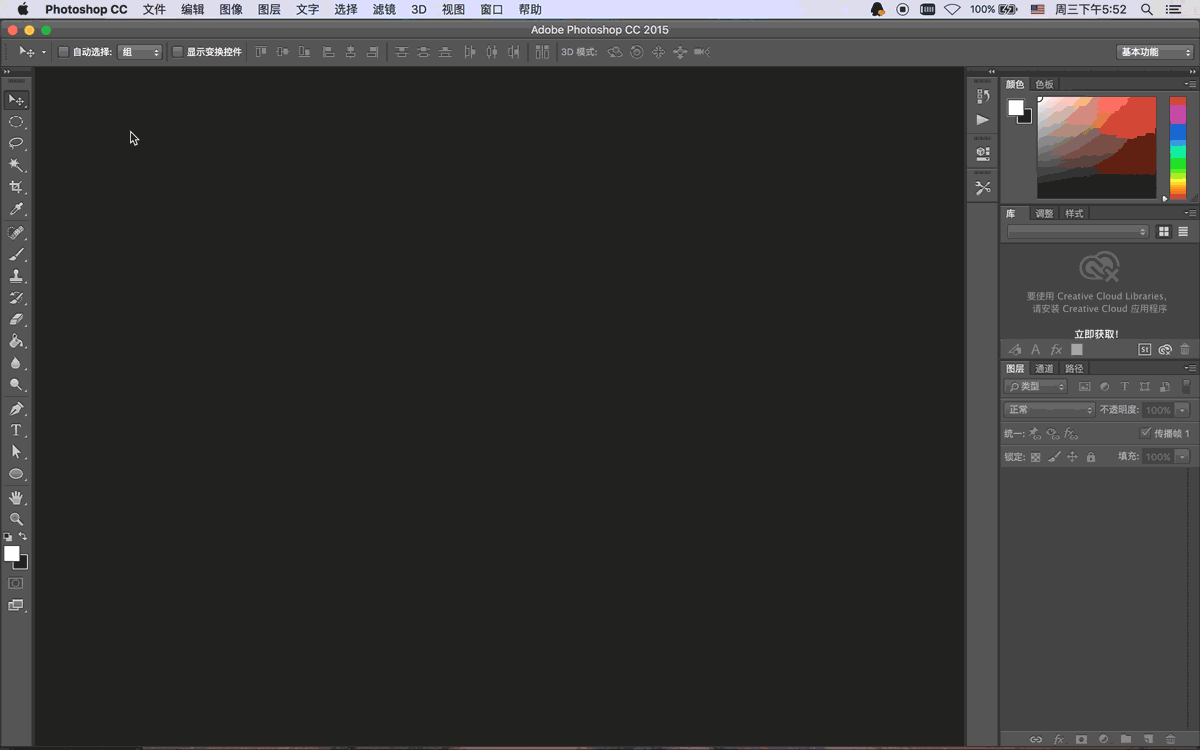 Photoshop CC 文件 编辑 图像 图层 文字 选择 滤镜 3D 视图 窗口 帮助 100% 周三下午5:52
Adobe Photoshop CC 2015
自动选择: 组 显示变换控件 3D 模式: 基本功能
颜色 色板
库 调整 样式
要使用 Creative Cloud Libraries,
请安装 Creative Cloud 应用程序
立即获取!
A fx St
图层 通道 路径
类型 T
正常 不透明度: 100%
统一: fx 传播帧 1
锁定: 填充: 100%
T
fx